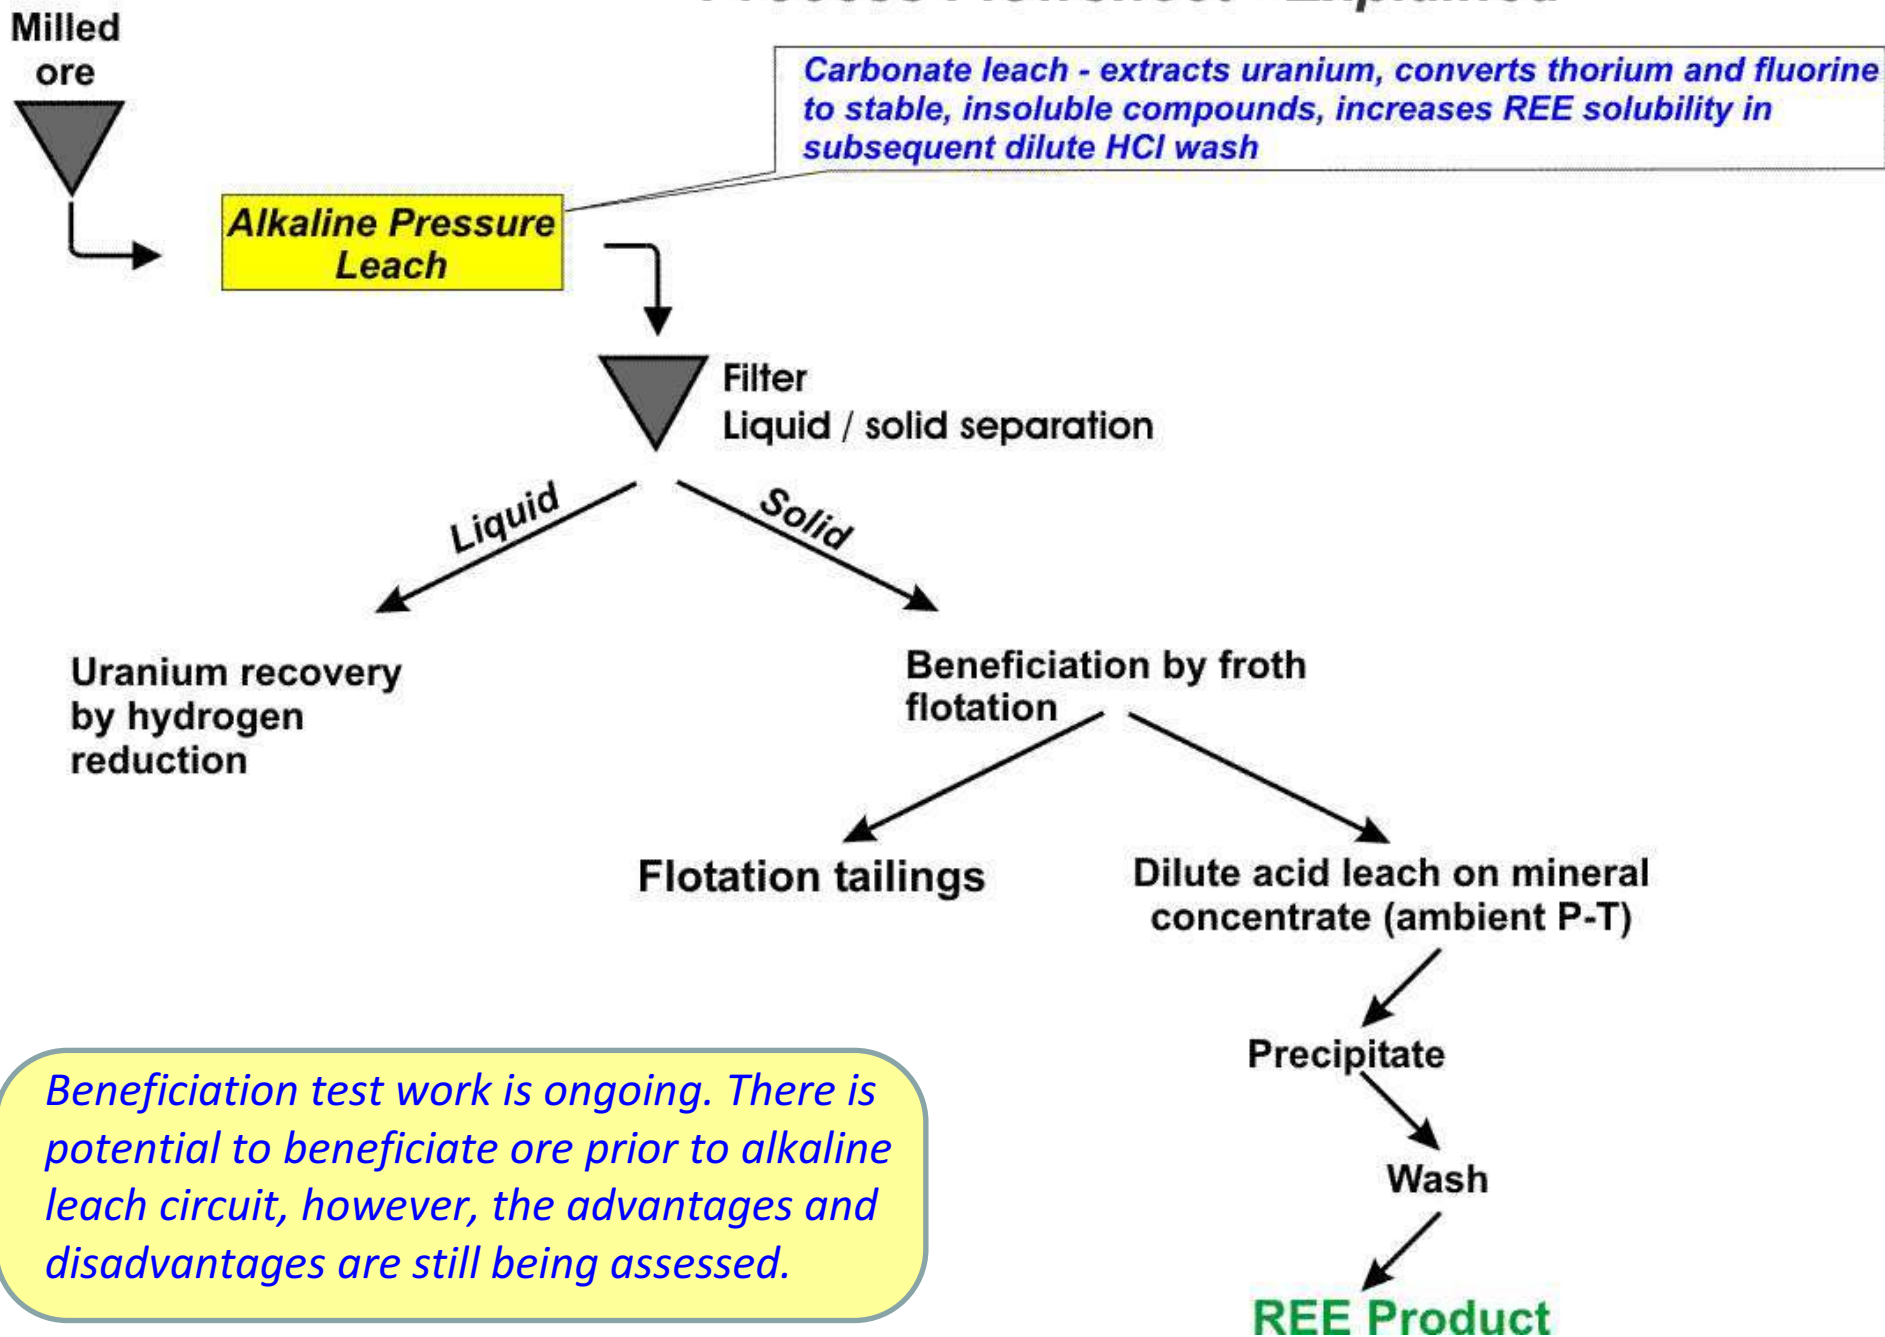 Process Flowsheet - Explained
Milled
ore
Carbonate leach - extracts uranium, converts thorium and fluorine
to stable, insoluble compounds, increases REE solubility in
subsequent dilute HCl wash
Alkaline Pressure
Leach
Filter
Liquid / solid separation
Liquid
Solid
Uranium recovery
by hydrogen
reduction
Beneficiation by froth
flotation
Flotation tailings
Dilute acid leach on mineral
concentrate (ambient P-T)
Precipitate
Wash
REE Product
Beneficiation test work is ongoing. There is
potential to beneficiate ore prior to alkaline
leach circuit, however, the advantages and
disadvantages are still being assessed.